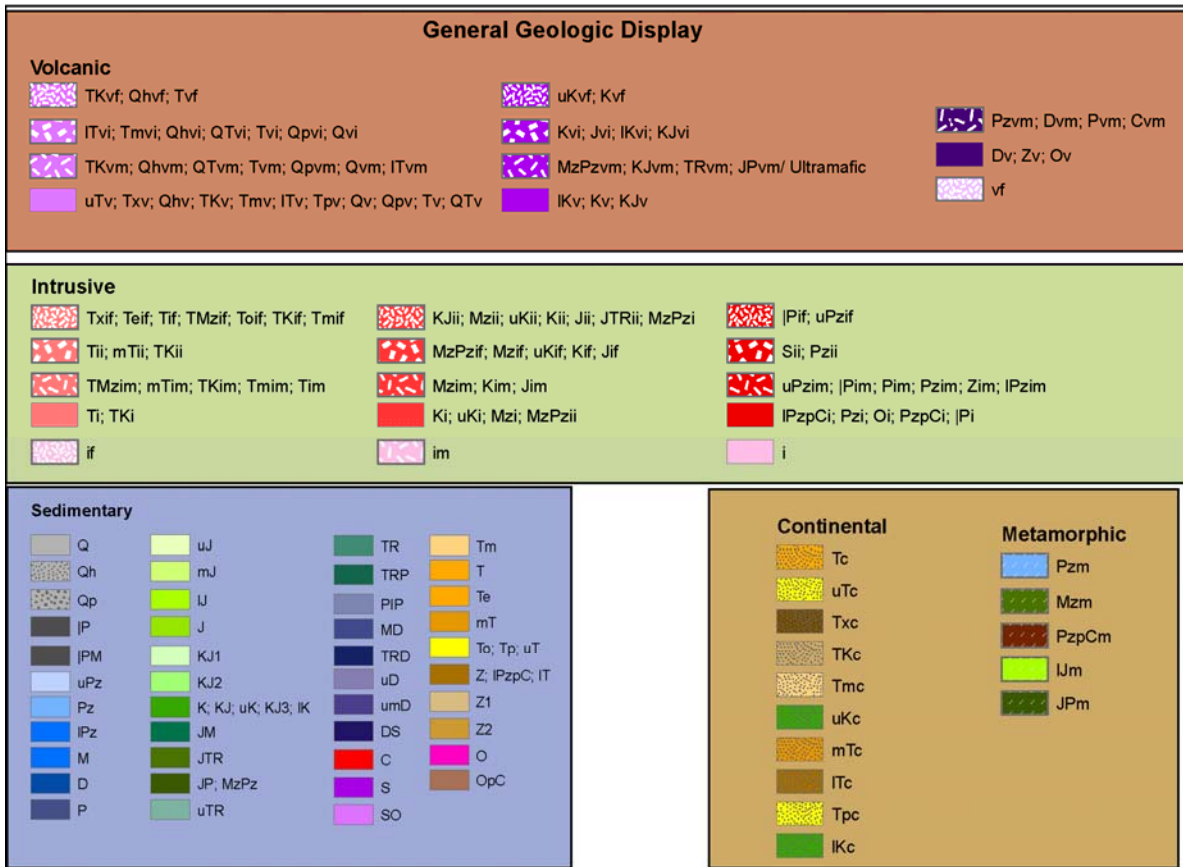 General Geologic Display
Volcanic
TKvf; Qhvf; Tvf
lTvi; Tmvi; Qhvi; QTvi; Tvi; Qpvi; Qvi
TKvm; Qhvm; QTvm; Tvm; Qpvm; Qvm; lTvm
uTv; Txv; Qhv; TKv; Tmv; lTv; Tpv; Qv; Qpv; Tv; QTv
uKvf; Kvf
Kvi; Jvi; lKvi; KJvi
MzPzvm; KJvm; TRvm; JPvm/ Ultramafic
lKv; Kv; KJv
Pzvm; Dvm; Pvm; Cvm
Dv; Zv; Ov
vf
Intrusive
Txif; Teif; Tif; TMzif; Toif; TKif; Tmif
Tii; mTii; TKii
TMzim; mTim; TKim; Tmim; Tim
Ti; TKi
if
KJii; Mzii; uKii; Kii; Jii; JTRii; MzPzi
MzPzif; Mzif; uKif; Kif; Jif
Mzim; Kim; Jim
Ki; uKi; Mzi; MzPzii
im
|Pif; uPzif
Sii; Pzii
uPzim; |Pim; Pim; Pzim; Zim; lPzim
lPzpCi; Pzi; Oi; PzpCi; |Pi
i
Sedimentary
Q
Qh
Qp
|P
|PM
uPz
Pz
lPz
M
D
P
uJ
mJ
lJ
J
KJ1
KJ2
K; KJ; uK; KJ3; lK
JM
JTR
JP; MzPz
uTR
TR
TRP
PIP
MD
TRD
uD
umD
DS
C
S
SO
Tm
T
Te
mT
To; Tp; uT
Z; lPzpC; lT
Z1
Z2
O
OpC
Continental
Tc
uTc
Txc
TKc
Tmc
uKc
mTc
lTc
Tpc
lKc
Metamorphic
Pzm
Mzm
PzpCm
lJm
JPm